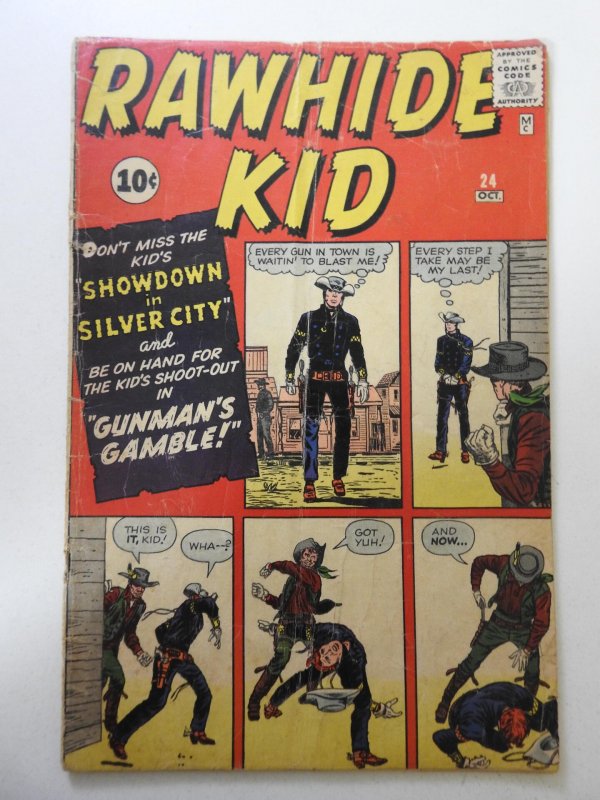 RAWHIDE
KID
APPROVED
BY THE
COMICS
CODE
CA
AUTHORITY
M
C
10¢
24
OCT.
DON'T MISS THE
KID'S
"SHOWDOWN
in
SILVER CITY"
and
BE ON HAND FOR
THE KID'S SHOOT-OUT
IN
"GUNMAN'S
GAMBLE!"
EVERY GUN IN TOWN IS
WAITIN' TO BLAST ME!
EVERY STEP I
TAKE MAY BE
MY LAST!
THIS IS
IT, KID!
WHA--?
GOT
YUH!
AND
NOW...